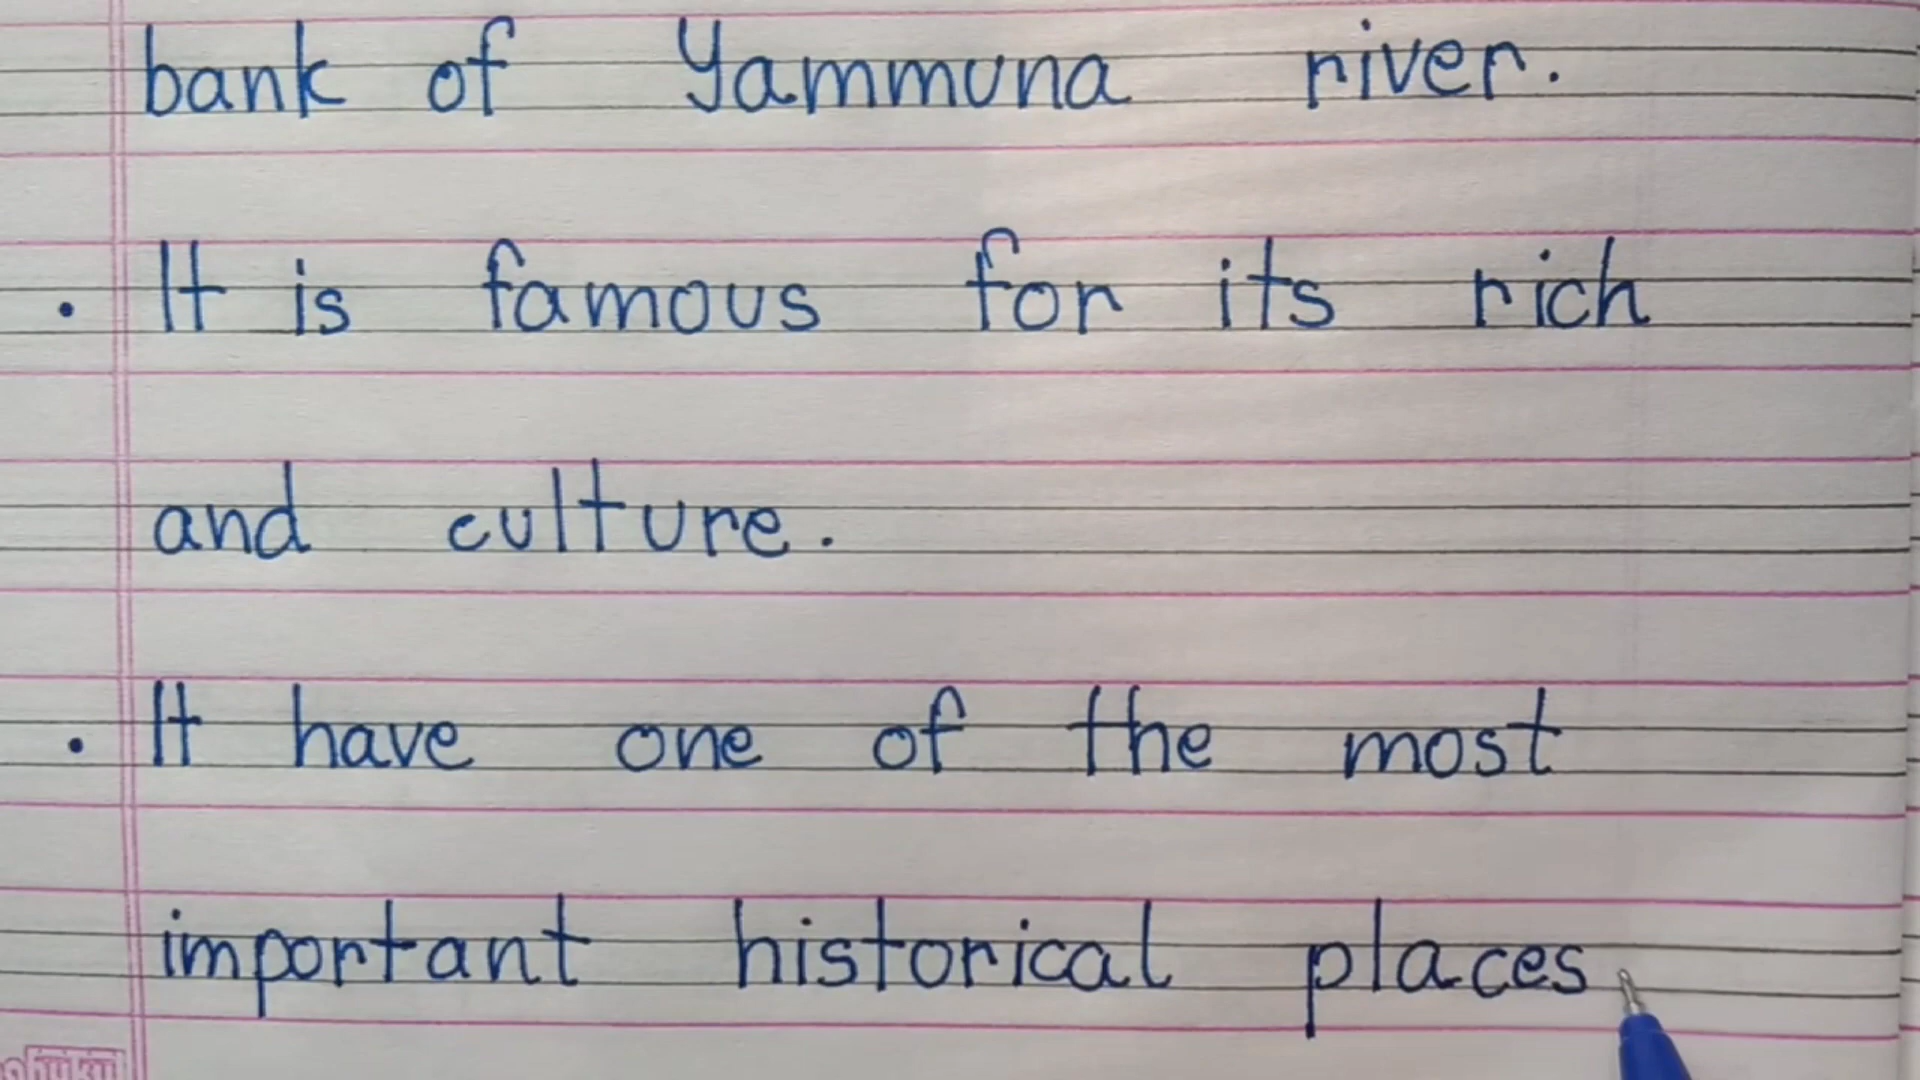 bank of Yammuna river.
• It is famous for its rich
and culture.
• It have one of the most
important historical places